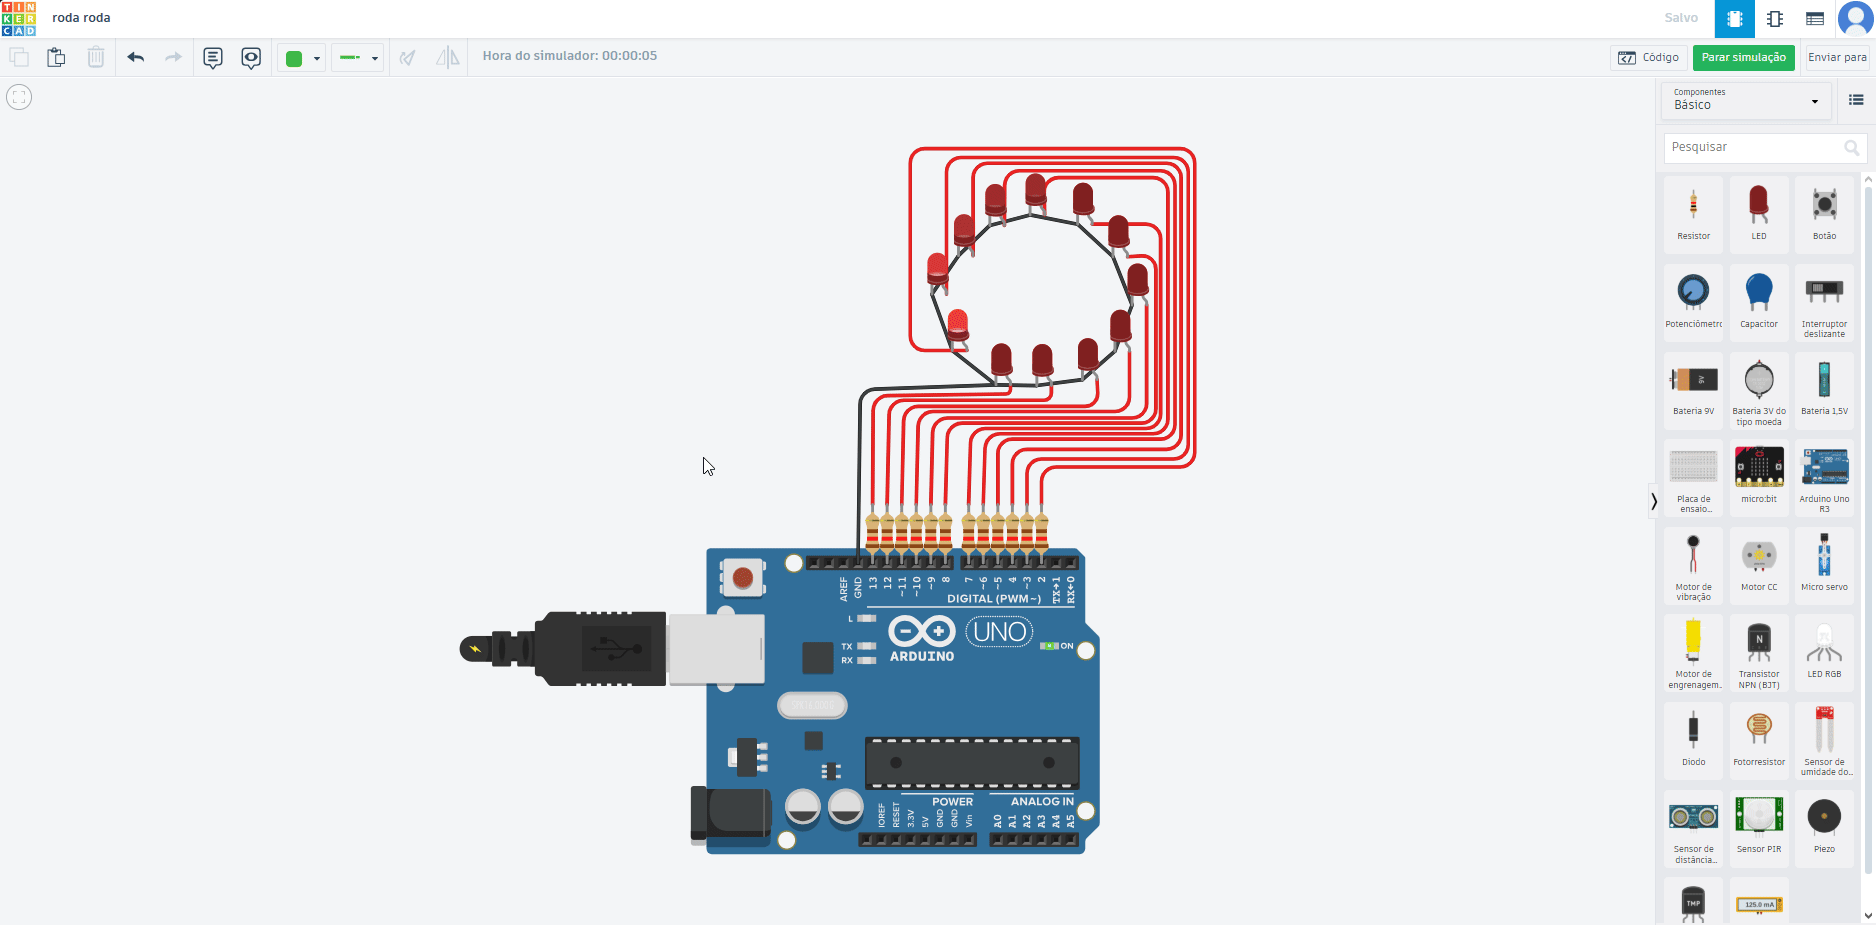 TIN
KER
CAD
roda roda
Salvo
Hora do simulador: 00:00:05
Código
Parar simulação
Enviar para
Componentes
Básico
Pesquisar
Resistor
LED
Botão
Potenciômetro
Capacitor
Interruptor
deslizante
9V
Bateria 9V
Bateria 3V do
tipo moeda
Bateria 1,5V
Placa de
ensaio...
micro:bit
Arduino Uno
R3
Motor de
vibração
Motor CC
Micro servo
Motor de
engrenagem...
N
Transistor
NPN (BJT)
LED RGB
Diodo
Fotorresistor
Sensor de
umidade do...
Sensor de
distância...
Sensor PIR
Piezo
TMP
125.0 mA
AREF
GND
13
12
~11
~10
~9
8
7
~6
~5
4
~3
2
TX→1
RX←0
DIGITAL (PWM~)
L
TX
RX
ARDUINO
UNO
ON
POWER
ANALOG IN
IOREF
RESET
3.3V
5V
GND
GND
Vin
A0
A1
A2
A3
A4
A5